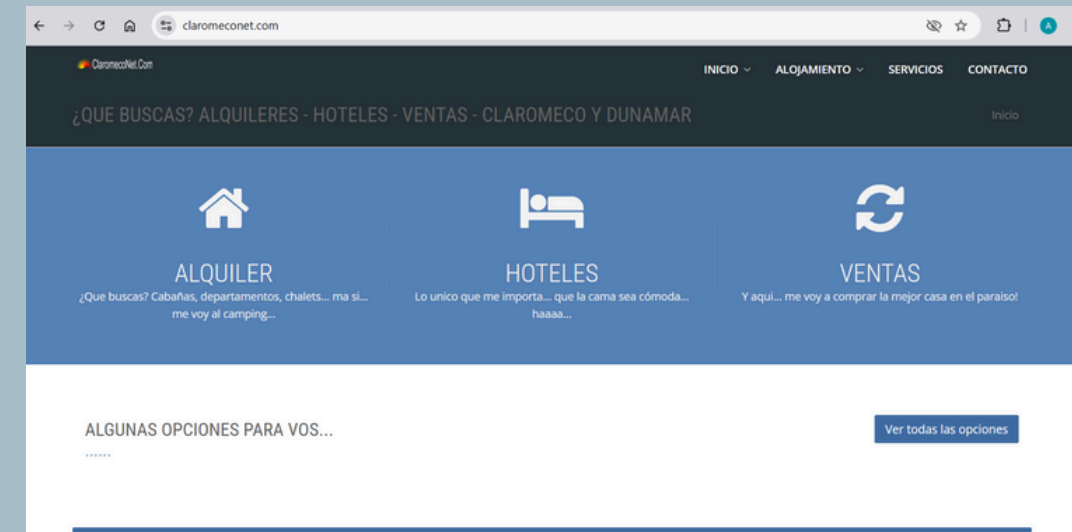 claromeconet.com
A
ClaromecoNet.Com
INICIO ALOJAMIENTO SERVICIOS CONTACTO
¿QUE BUSCAS? ALQUILERES - HOTELES - VENTAS - CLAROMECO Y DUNAMAR
Inicio
ALQUILER
¿Que buscas? Cabañas, departamentos, chalets... ma si...
me voy al camping...
HOTELES
Lo unico que me importa... que la cama sea cómoda...
haaaa...
VENTAS
Y aqui... me voy a comprar la mejor casa en el paraiso!
ALGUNAS OPCIONES PARA VOS...
......
Ver todas las opciones